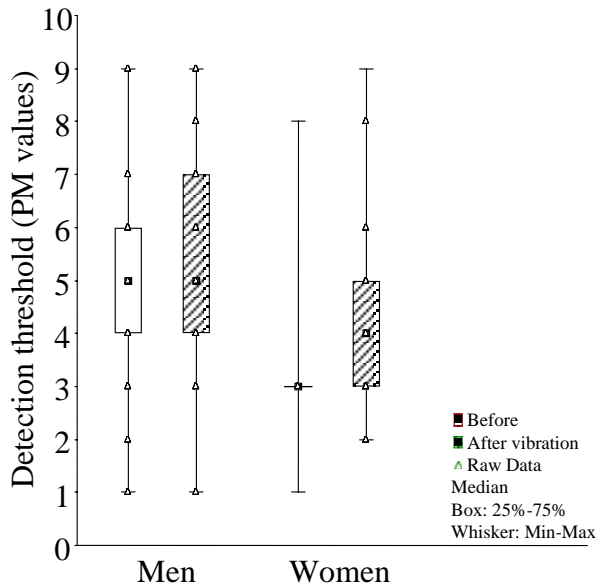 Detection threshold (PM values)
10
9
8
7
6
5
4
3
2
1
0
Men
Women
Before
After vibration
Raw Data
Median
Box: 25%-75%
Whisker: Min-Max